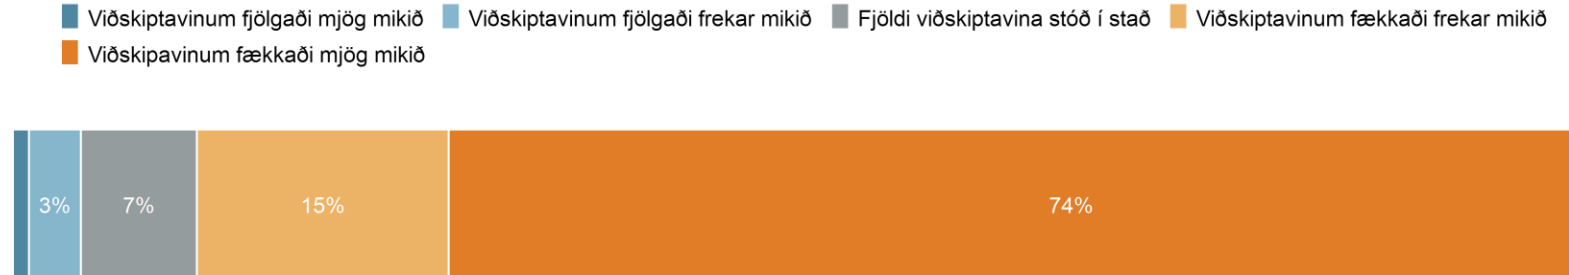 Viðskiptavinum fjölgaði mjög mikið Viðskiptavinum fjölgaði frekar mikið Fjöldi viðskiptavina stóð í stað Viðskiptavinum fækkaði frekar mikið
Viðskipavinum fækkaði mjög mikið
3% 7% 15% 74%